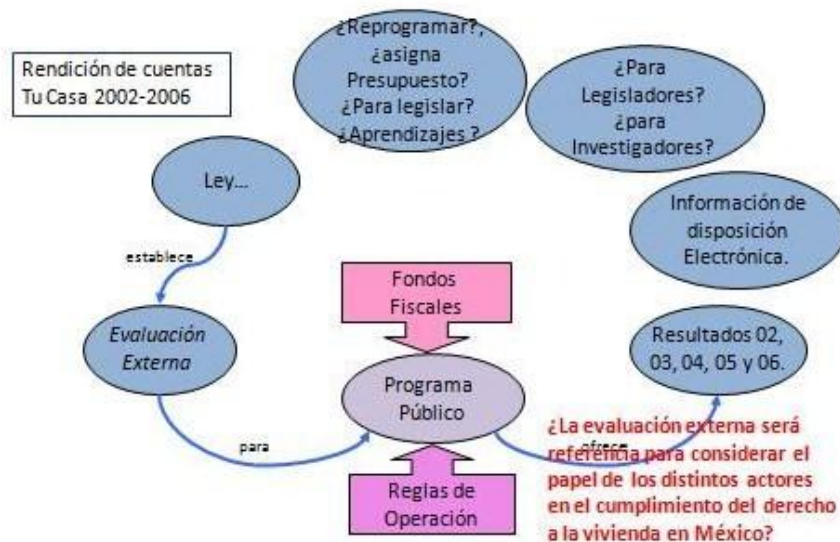 Rendición de cuentas
Tu Casa 2002-2006
¿Reprogramar?,
¿asigna
Presupuesto?
¿Para legislar?
¿Aprendizajes ?
¿Para
Legisladores?
¿para
Investigadores?
Ley...
Información de
disposición
Electrónica.
establece
Fondos
Fiscales
Evaluación
Externa
Resultados 02,
03, 04, 05 y 06.
Programa
Público
para
ofrece
¿La evaluación externa será
referencia para considerar el
papel de los distintos actores
en el cumplimiento del derecho
a la vivienda en México?
Reglas de
Operación